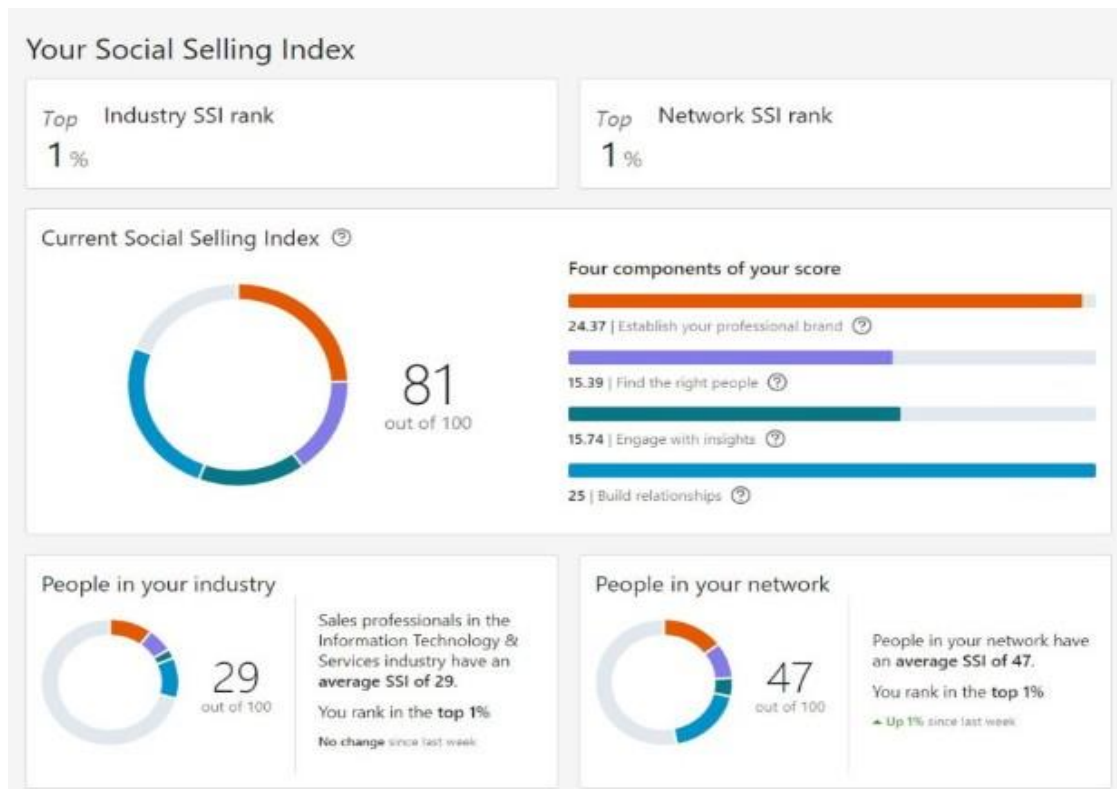 Your Social Selling Index
Top Industry SSI rank
1 %
Top Network SSI rank
1 %
Current Social Selling Index ?
81
out of 100
Four components of your score
24.37 | Establish your professional brand ?
15.39 | Find the right people ?
15.74 | Engage with insights ?
25 | Build relationships ?
People in your industry
29
out of 100
Sales professionals in the
Information Technology &
Services industry have an
average SSI of 29.
You rank in the top 1%
No change since last week
People in your network
47
out of 100
People in your network have
an average SSI of 47.
You rank in the top 1%
Up 1% since last week